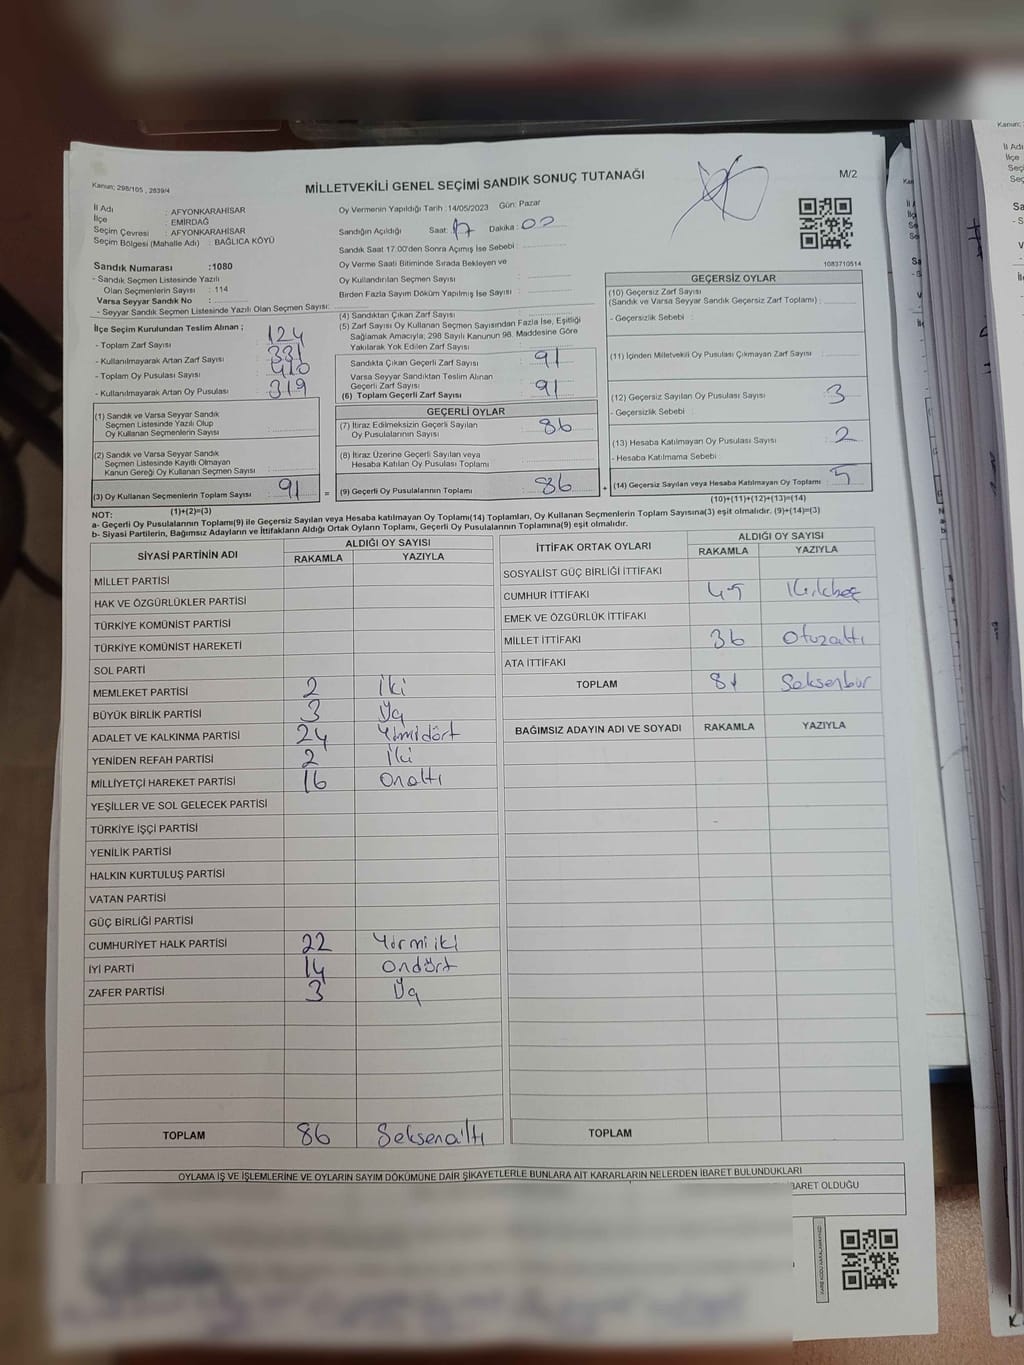 Kanun; 298/105 , 2839/4
MİLLETVEKİLİ GENEL SEÇİMİ SANDIK SONUÇ TUTANAĞI
M/2
İl Adı : AFYONKARAHİSAR
İlçe : EMİRDAĞ
Seçim Çevresi : AFYONKARAHİSAR
Seçim Bölgesi (Mahalle Adı) : BAĞLICA KÖYÜ
Oy Vermenin Yapıldığı Tarih : 14/05/2023 Gün: Pazar
Sandığın Açıldığı Saat: 17 Dakika : 00
Sandık Saat 17.00'den Sonra Açımış İse Sebebi :
Oy Verme Saati Bitiminde Sırada Bekleyen ve
Oy Kullandırılan Seçmen Sayısı :
Birden Fazla Sayım Döküm Yapılmış İse Sayısı :
1083710514
Sandık Numarası :1080
- Sandık Seçmen Listesinde Yazılı
Olan Seçmenlerin Sayısı : 114
Varsa Seyyar Sandık No :
- Seyyar Sandık Seçmen Listesinde Yazılı Olan Seçmen Sayısı:
İlçe Seçim Kurulundan Teslim Alınan ;
- Toplam Zarf Sayısı : 124
- Kullanılmayarak Artan Zarf Sayısı : 331
- Toplam Oy Pusulası Sayısı : 410
- Kullanılmayarak Artan Oy Pusulası : 319
(1) Sandık ve Varsa Seyyar Sandık
Seçmen Listesinde Yazılı Olup
Oy Kullanan Seçmenlerin Sayısı :
(2) Sandık ve Varsa Seyyar Sandık
Seçmen Listesinde Kayıtlı Olmayan
Kanun Gereği Oy Kullanan Seçmen Sayısı :
(3) Oy Kullanan Seçmenlerin Toplam Sayısı : 91 =
(1)+(2)=(3)
(4) Sandıktan Çıkan Zarf Sayısı :
(5) Zarf Sayısı Oy Kullanan Seçmen Sayısından Fazla İse, Eşitliği
Sağlamak Amacıyla; 298 Sayılı Kanunun 98. Maddesine Göre
Yakılarak Yok Edilen Zarf Sayısı :
Sandıkta Çıkan Geçerli Zarf Sayısı : 91
Varsa Seyyar Sandıktan Teslim Alınan
Geçerli Zarf Sayısı :
(6) Toplam Geçerli Zarf Sayısı : 91
GEÇERLİ OYLAR
(7) İtiraz Edilmeksizin Geçerli Sayılan
Oy Pusulalarının Sayısı : 86
(8) İtiraz Üzerine Geçerli Sayılan veya
Hesaba Katılan Oy Pusulası Toplamı :
(9) Geçerli Oy Pusulalarının Toplamı : 86 +
GEÇERSİZ OYLAR
(10) Geçersiz Zarf Sayısı
(Sandık ve Varsa Seyyar Sandık Geçersiz Zarf Toplamı) :
- Geçersizlik Sebebi :
(11) İçinden Milletvekili Oy Pusulası Çıkmayan Zarf Sayısı :
(12) Geçersiz Sayılan Oy Pusulası Sayısı : 3
- Geçersizlik Sebebi :
(13) Hesaba Katılmayan Oy Pusulası Sayısı : 2
- Hesaba Katılmama Sebebi :
(14) Geçersiz Sayılan veya Hesaba Katılmayan Oy Toplamı : 5
(10)+(11)+(12)+(13)=(14)
NOT:
a- Geçerli Oy Pusulalarının Toplamı(9) ile Geçersiz Sayılan veya Hesaba katılmayan Oy Toplamı(14) Toplamları, Oy Kullanan Seçmenlerin Toplam Sayısına(3) eşit olmalıdır. (9)+(14)=(3)
b- Siyasi Partilerin, Bağımsız Adayların ve İttifakların Aldığı Ortak Oyların Toplamı, Geçerli Oy Pusulalarının Toplamına(9) eşit olmalıdır.
SİYASİ PARTİNİN ADI ALDIĞI OY SAYISI
RAKAMLA YAZIYLA
MİLLET PARTİSİ
HAK VE ÖZGÜRLÜKLER PARTİSİ
TÜRKİYE KOMÜNİST PARTİSİ
TÜRKİYE KOMÜNİST HAREKETİ
SOL PARTİ
MEMLEKET PARTİSİ 2 İki
BÜYÜK BİRLİK PARTİSİ 3 Üç
ADALET VE KALKINMA PARTİSİ 24 Yirmidört
YENİDEN REFAH PARTİSİ 2 İki
MİLLİYETÇİ HAREKET PARTİSİ 16 Onaltı
YEŞİLLER VE SOL GELECEK PARTİSİ
TÜRKİYE İŞÇİ PARTİSİ
YENİLİK PARTİSİ
HALKIN KURTULUŞ PARTİSİ
VATAN PARTİSİ
GÜÇ BİRLİĞİ PARTİSİ
CUMHURİYET HALK PARTİSİ 22 Yirmiiki
İYİ PARTİ 14 Ondört
ZAFER PARTİSİ 3 Üç
TOPLAM 86 Seksenaltı
İTTİFAK ORTAK OYLARI ALDIĞI OY SAYISI
RAKAMLA YAZIYLA
SOSYALİST GÜÇ BİRLİĞİ İTTİFAKI
CUMHUR İTTİFAKI 45 Kırkbeş
EMEK VE ÖZGÜRLÜK İTTİFAKI
MİLLET İTTİFAKI 36 Otuzaltı
ATA İTTİFAKI
TOPLAM 81 Seksenbir
BAĞIMSIZ ADAYIN ADI VE SOYADI RAKAMLA YAZIYLA
TOPLAM
OYLAMA İŞ VE İŞLEMLERİNE VE OYLARIN SAYIM DÖKÜMÜNE DAİR ŞİKAYETLERLE BUNLARA AİT KARARLARIN NELERDEN İBARET BULUNDUKLARI
İBARET OLDUĞU